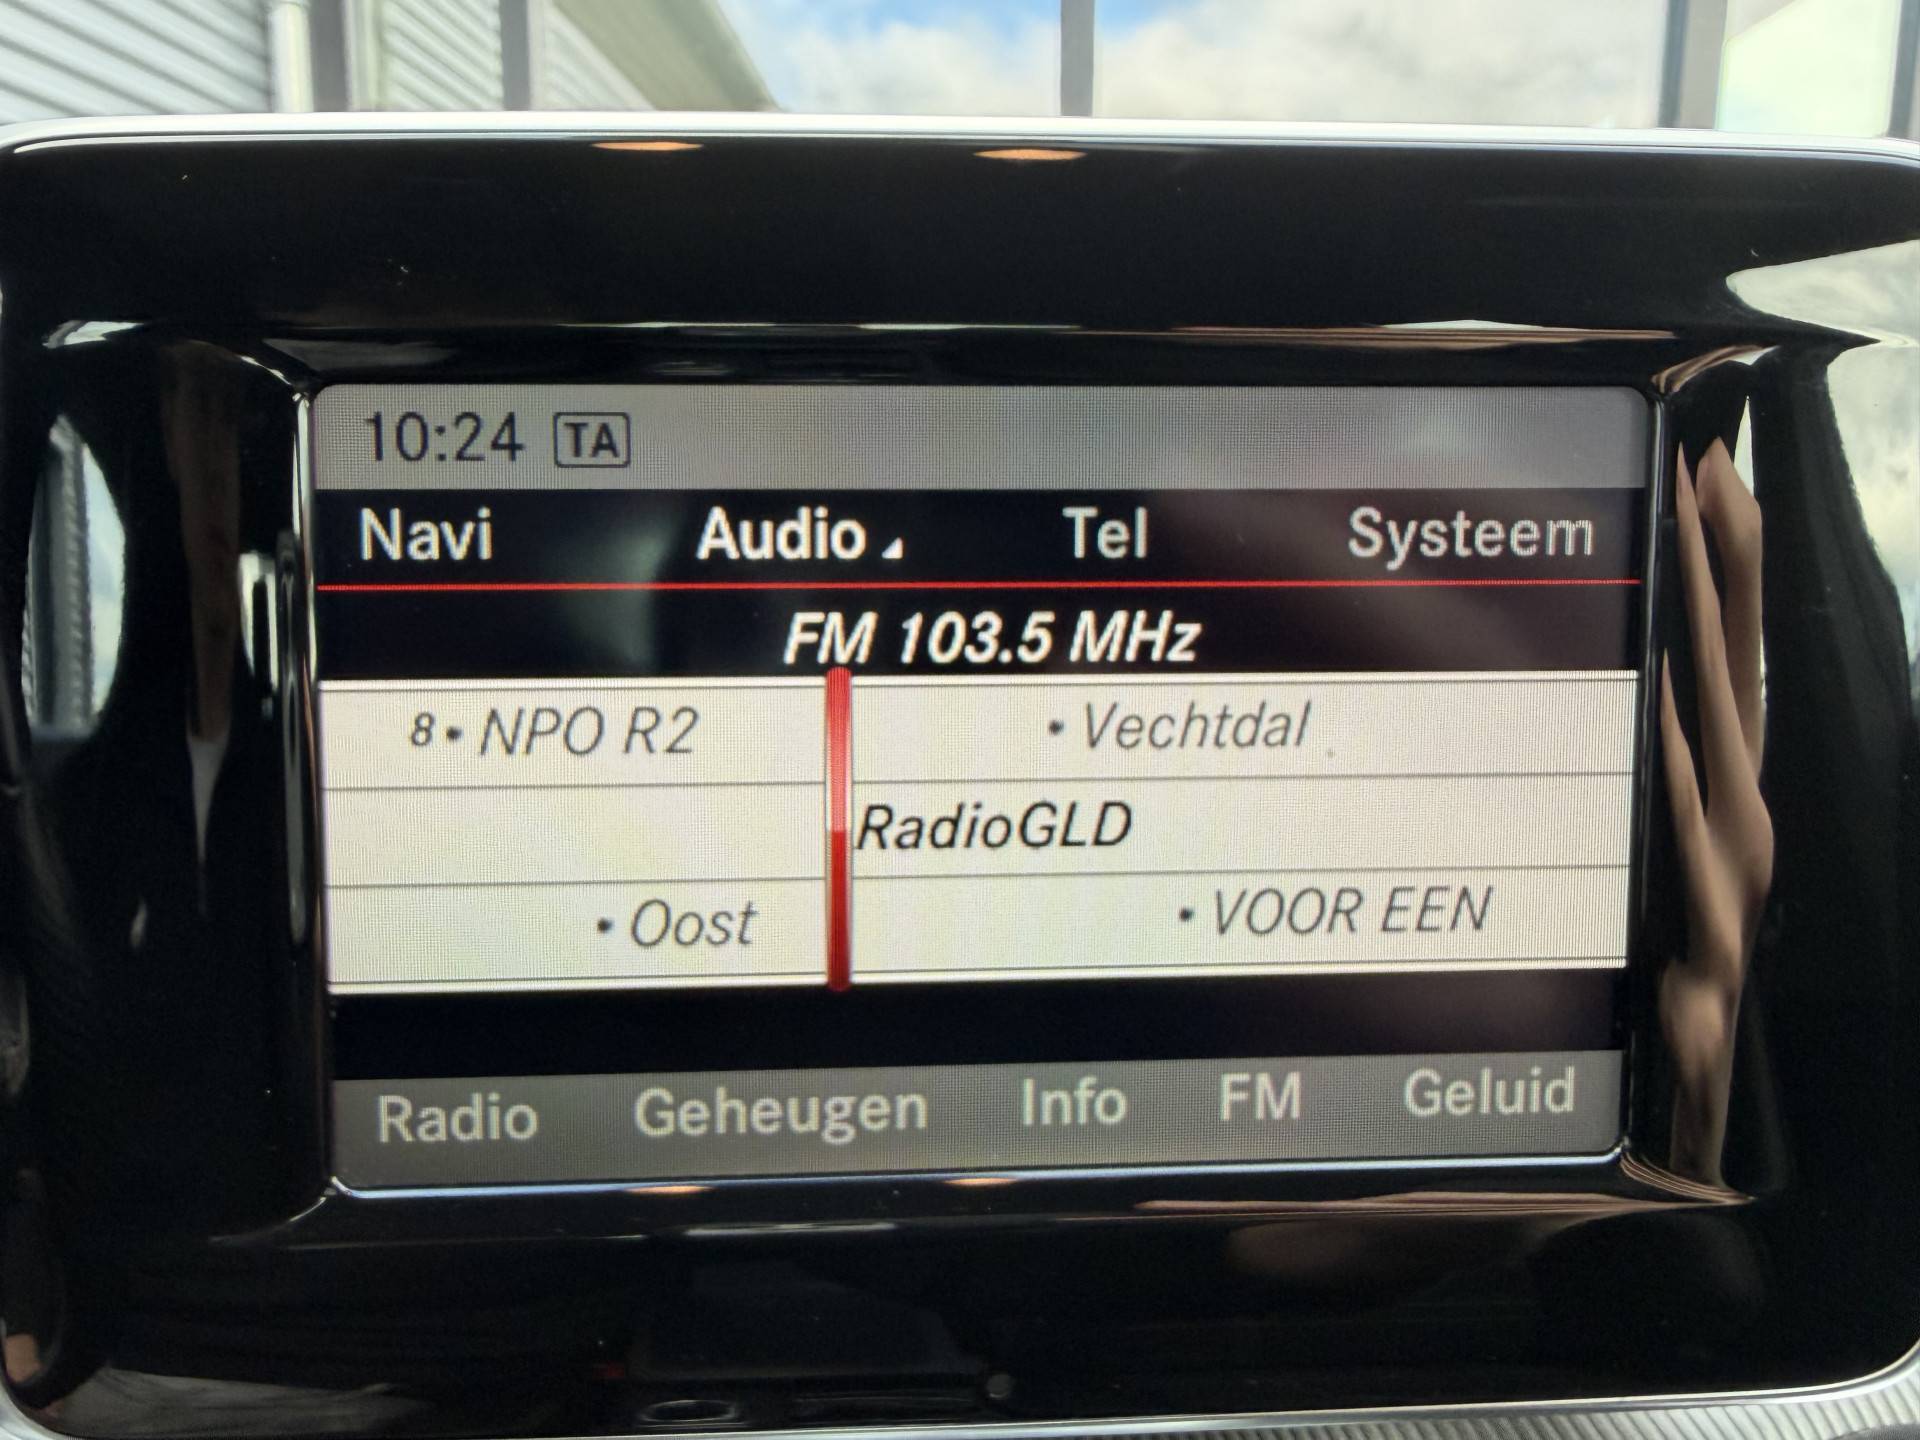 10:24 TA
Navi Audio Tel Systeem
FM 103.5 MHz
8• NPO R2 • Vechtdal
RadioGLD
• Oost • VOOR EEN
Radio Geheugen Info FM Geluid